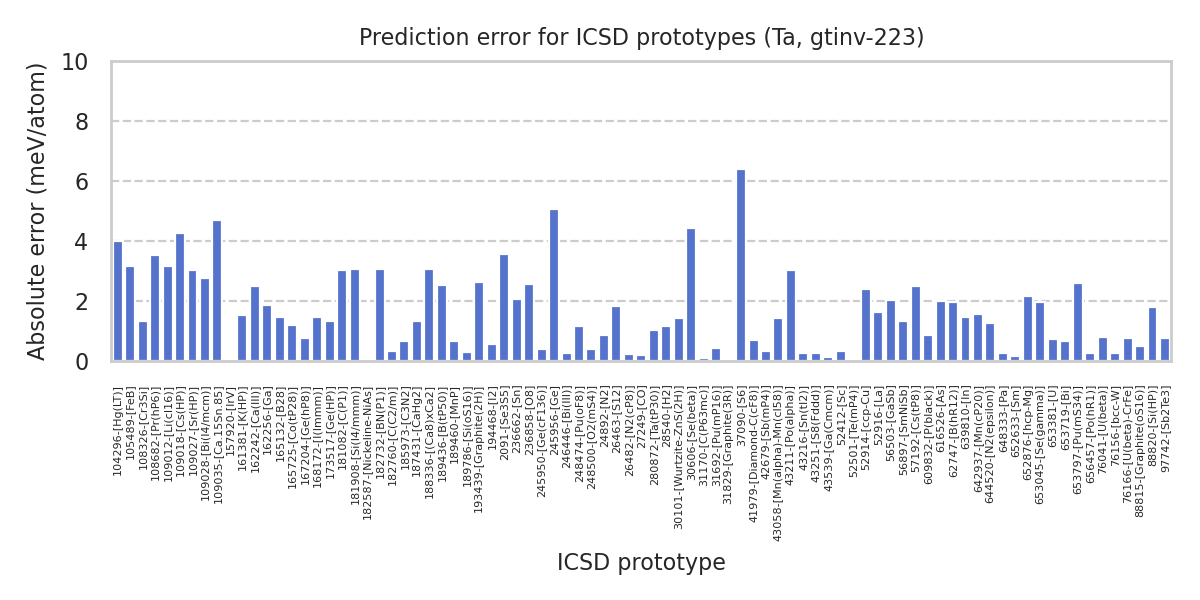 Prediction error for ICSD prototypes (Ta, gtinv-223)
Absolute error (meV/atom)
10
8
6
4
2
0
104296-[Hg(LT)]
105489-[FeB]
108326-[Cr3Si]
108682-[Pr(hP6)]
109012-[Li(cI16)]
109018-[Cs(HP)]
109027-[Sr(HP)]
109028-[Bi(I4/mcm)]
109035-[Ca.15Sn.85]
157920-[IrV]
161381-[K(HP)]
162242-[Ca(III)]
162256-[Ga]
165132-[B28]
165725-[Co(tP28)]
167204-[Ge(hP8)]
168172-[I(Immm)]
173517-[Ge(HP)]
181082-[C(P1)]
181908-[Si(I4/mmm)]
182587-[Nickeline-NiAs]
182732-[BN(P1)]
182760-[C(C2/m)]
185973-[C3N2]
187431-[CaHg2]
188336-[(Ca8)xCa2]
189436-[B(tP50)]
189460-[MnP]
189786-[Si(oS16)]
193439-[Graphite(2H)]
194468-[I2]
2091-[Se3S5]
236662-[Sn]
236858-[O8]
245950-[Ge(cF136)]
245956-[Ge]
246446-[Bi(III)]
248474-[Pu(oF8)]
248500-[O2(mS4)]
24892-[N2]
26463-[S12]
26482-[N2(cP8)]
27249-[CO]
280872-[Ta(tP30)]
28540-[H2]
30101-[Wurtzite-ZnS(2H)]
30606-[Se(beta)]
31170-[C(P63mc)]
31692-[Pu(mP16)]
31829-[Graphite(3R)]
37090-[S6]
41979-[Diamond-C(cF8)]
42679-[Sb(mP4)]
43058-[Mn(alpha)-Mn(cI58)]
43211-[Po(alpha)]
43216-[Sn(tI2)]
43251-[S8(Fddd)]
43539-[Ga(Cmcm)]
52412-[Sc]
52501-[Te(mP4)]
52914-[ccp-Cu]
52916-[La]
56503-[GaSb]
56897-[SmNiSb]
57192-[Cs(tP8)]
609832-[P(black)]
616526-[As]
62747-[B(hR12)]
639810-[In]
642937-[Mn(cP20)]
644520-[N2(epsilon)]
648333-[Pa]
652633-[Sm]
652876-[hcp-Mg]
653045-[Se(gamma)]
653381-[U]
653719-[Bi]
653797-[Pu(mS34)]
656457-[Po(hR1)]
76041-[U(beta)]
76156-[bcc-W]
76166-[U(beta)-CrFe]
88815-[Graphite(oS16)]
88820-[Si(HP)]
97742-[Sb2Te3]
ICSD prototype